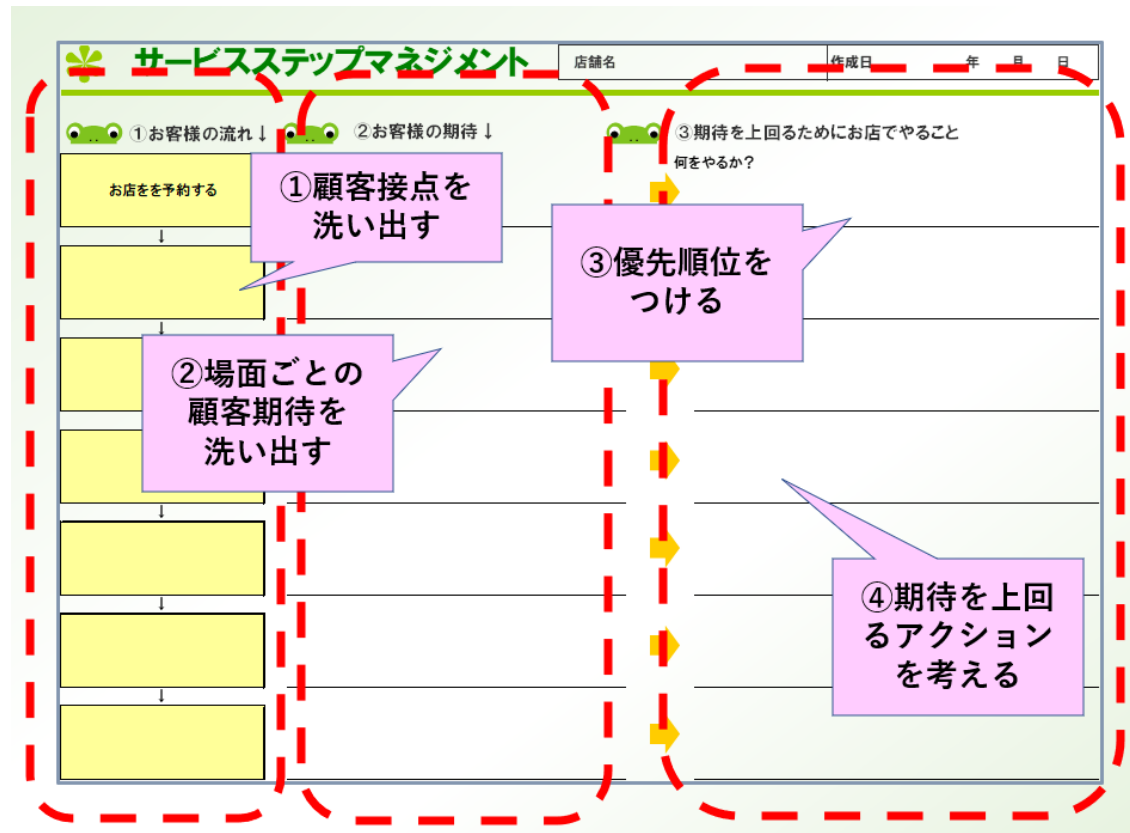 サービスステップマネジメント
店舗名
作成日 年 月 日
①お客様の流れ↓
②お客様の期待↓
③期待を上回るためにお店でやること
何をやるか?
お店をを予約する
↓
①顧客接点を
洗い出す
③優先順位を
つける
↓
②場面ごとの
顧客期待を
洗い出す
↓
↓
④期待を上回
るアクション
を考える
↓